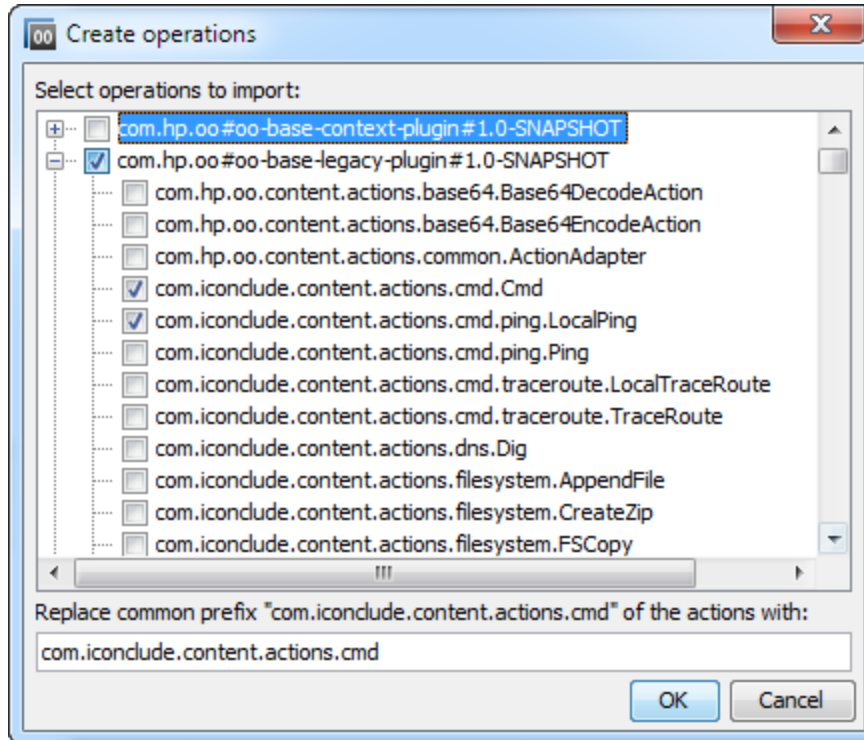 OO Create operations
Select operations to import:
com.hp.oo#oo-base-context-plugin#1.0-SNAPSHOT
com.hp.oo#oo-base-legacy-plugin#1.0-SNAPSHOT
com.hp.oo.content.actions.base64.Base64DecodeAction
com.hp.oo.content.actions.base64.Base64EncodeAction
com.hp.oo.content.actions.common.ActionAdapter
com.iconclude.content.actions.cmd.Cmd
com.iconclude.content.actions.cmd.ping.LocalPing
com.iconclude.content.actions.cmd.ping.Ping
com.iconclude.content.actions.cmd.traceroute.LocalTraceRoute
com.iconclude.content.actions.cmd.traceroute.TraceRoute
com.iconclude.content.actions.dns.Dig
com.iconclude.content.actions.filesystem.AppendFile
com.iconclude.content.actions.filesystem.CreateZip
com.iconclude.content.actions.filesystem.FSCopy
Replace common prefix "com.iconclude.content.actions.cmd" of the actions with:
com.iconclude.content.actions.cmd
OK Cancel